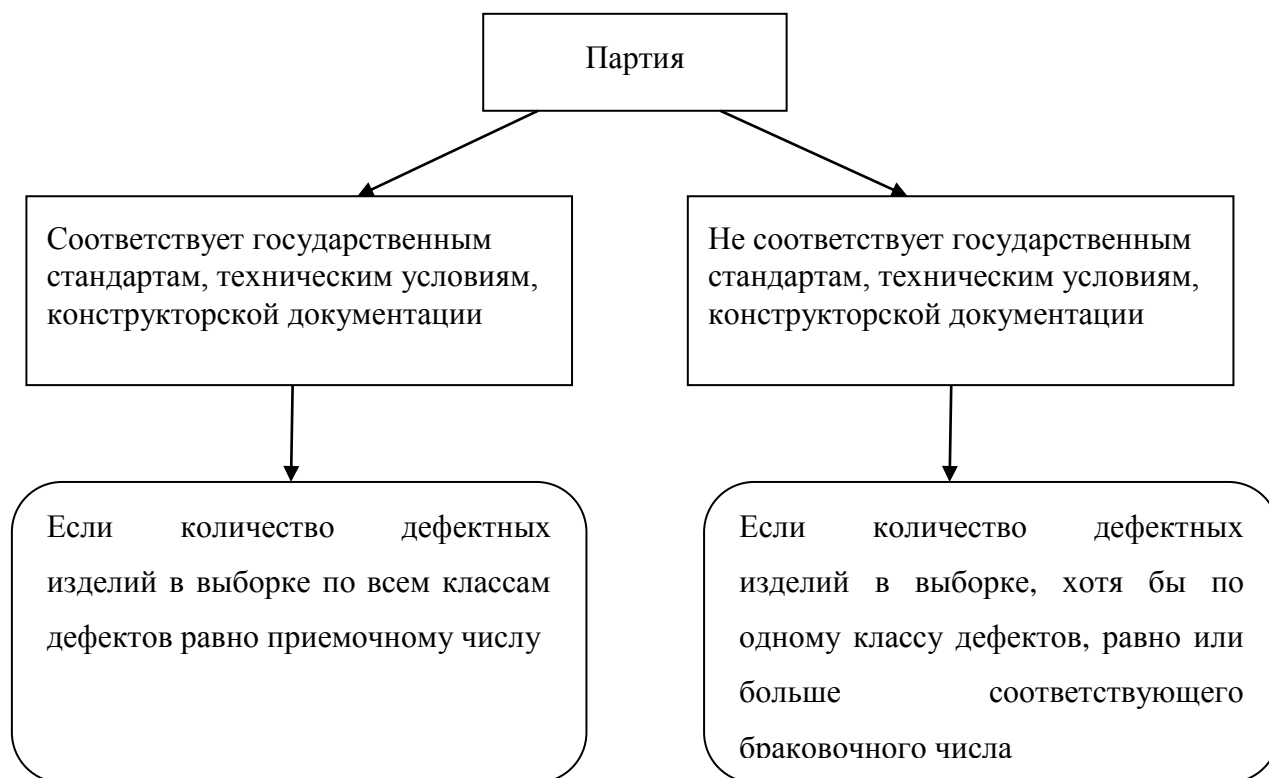 Партия
Соответствует государственным
стандартам, техническим условиям,
конструкторской документации
Не соответствует государственным
стандартам, техническим условиям,
конструкторской документации
Если количество дефектных
изделий в выборке по всем классам
дефектов равно приемочному числу
Если количество дефектных
изделий в выборке, хотя бы по
одному классу дефектов, равно или
больше соответствующего
браковочного числа